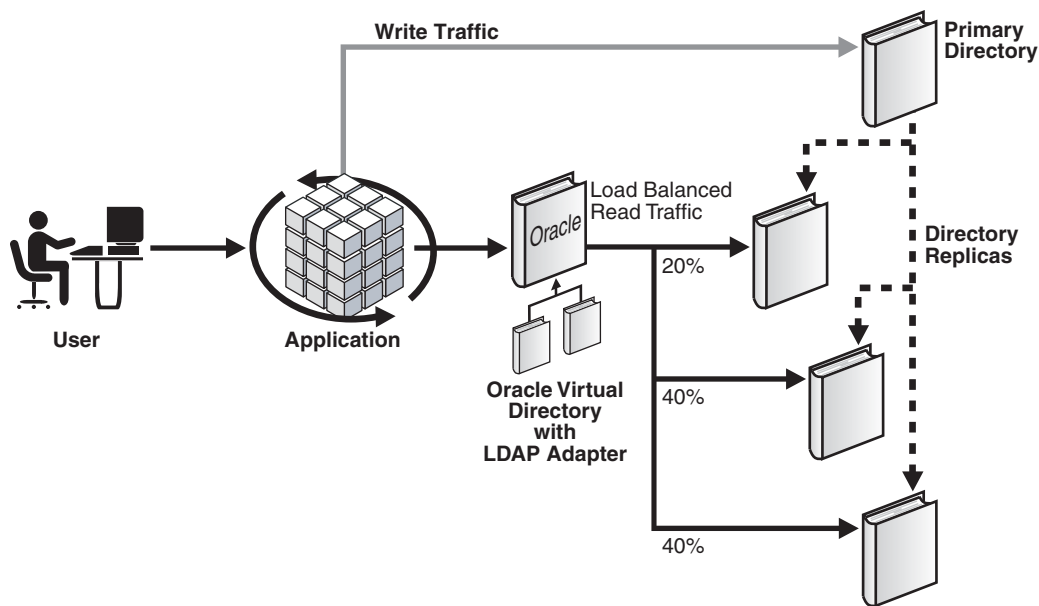 Write Traffic
Primary
Directory
Load Balanced
Read Traffic
Oracle
20%
Directory
Replicas
User
Application
Oracle Virtual
Directory
with
LDAP Adapter
40%
40%